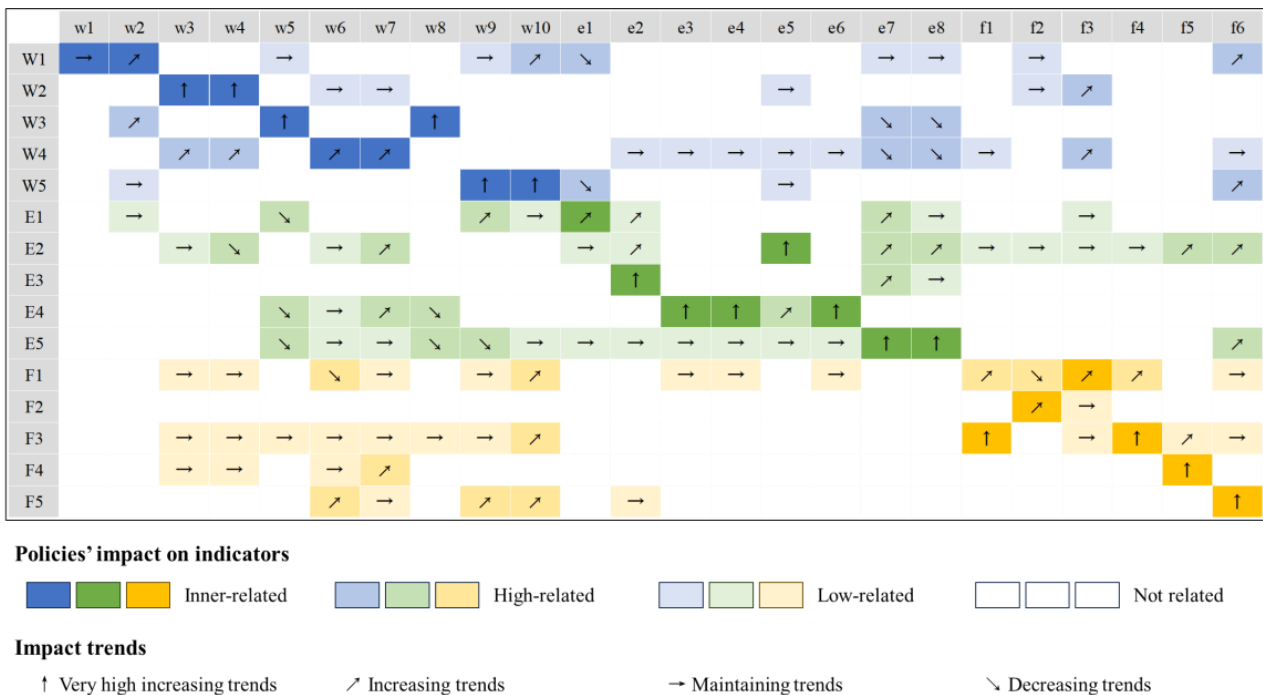 w1 w2 w3 w4 w5 w6 w7 w8 w9 w10 e1 e2 e3 e4 e5 e6 e7 e8 f1 f2 f3 f4 f5 f6
W1 → ↗ → → ↗ ↘ → → → ↗
W2 ↑ ↑ → → → → ↗
W3 ↗ ↑ ↑ ↘ ↘
W4 ↗ ↗ ↗ ↗ → → → → → ↘ ↘ → ↗ →
W5 → ↑ ↑ ↘ → ↗
E1 → ↘ ↗ → ↗ ↗ ↗ → →
E2 → ↘ → ↗ → ↗ ↑ ↗ ↗ → → → → ↗ ↗
E3 ↑ ↗ →
E4 ↘ → ↗ ↘ ↑ ↑ ↗ ↑
E5 ↘ → → ↘ ↘ → → → → → → → ↑ ↑ ↗
F1 → → ↘ → → ↗ → → → ↗ ↘ ↗ ↗ →
F2 ↗ →
F3 → → → → → → → ↗ ↑ → ↑ ↗ →
F4 → → → ↗ ↑
F5 ↗ → ↗ ↗ → ↑
Policies' impact on indicators
Inner-related High-related Low-related Not related
Impact trends
↑ Very high increasing trends ↗ Increasing trends → Maintaining trends ↘ Decreasing trends